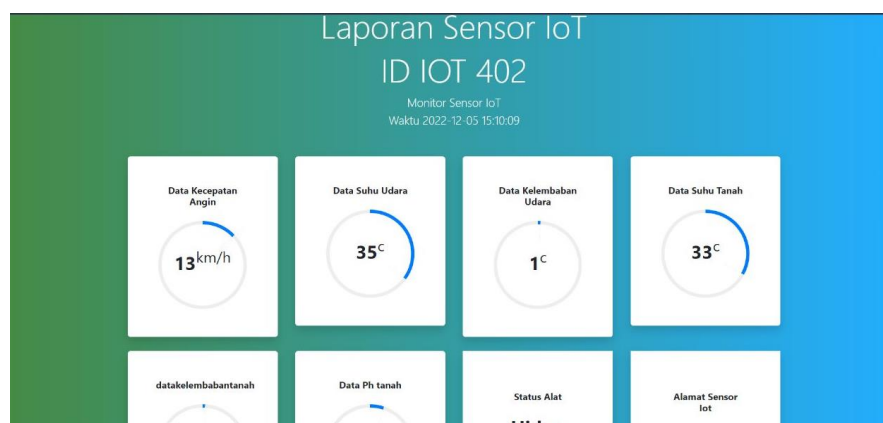 Laporan Sensor IoT
ID IOT 402
Monitor Sensor IoT
Waktu 2022-12-05 15:10:09
Data Kecepatan
Angin
13km/h
Data Suhu Udara
35C
Data Kelembaban
Udara
1C
Data Suhu Tanah
33C
datakelembabantanah
Data Ph tanah
Status Alat
Alamat Sensor
Iot